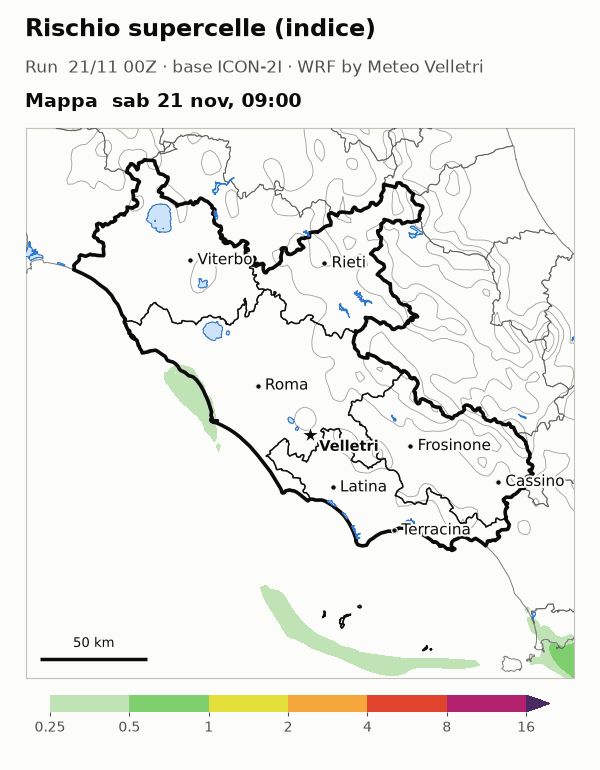 Rischio supercelle (indice)
Run  21/11 00Z · base ICON-2I · WRF by Meteo Velletri
Mappa  sab 21 nov, 09:00
Viterbo
Rieti
Roma
Velletri
Frosinone
Cassino
Latina
Terracina
50 km
0.25 0.5 1 2 4 8 16